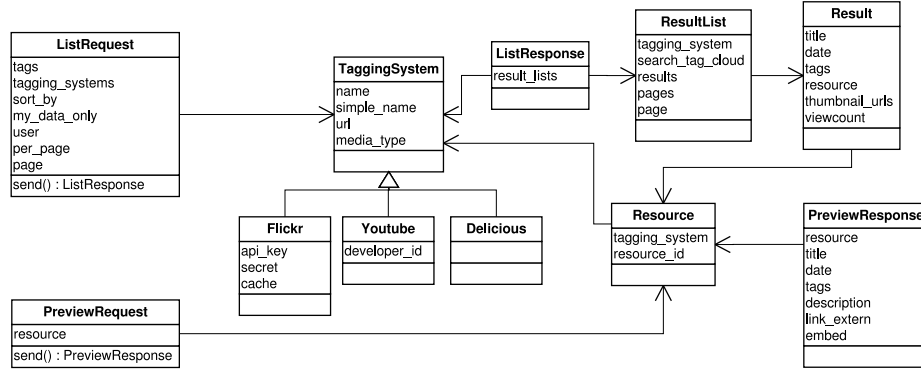 ListRequest
tags
tagging_systems
sort_by
my_data_only
user
per_page
page
send() : ListResponse
TaggingSystem
name
simple_name
url
media_type
ListResponse
result_lists
ResultList
tagging_system
search_tag_cloud
results
pages
page
Result
title
date
tags
resource
thumbnail_urls
viewcount
Flickr
api_key
secret
cache
Youtube
developer_id
Delicious
Resource
tagging_system
resource_id
PreviewResponse
resource
title
date
tags
description
link_extern
embed
PreviewRequest
resource
send() : PreviewResponse